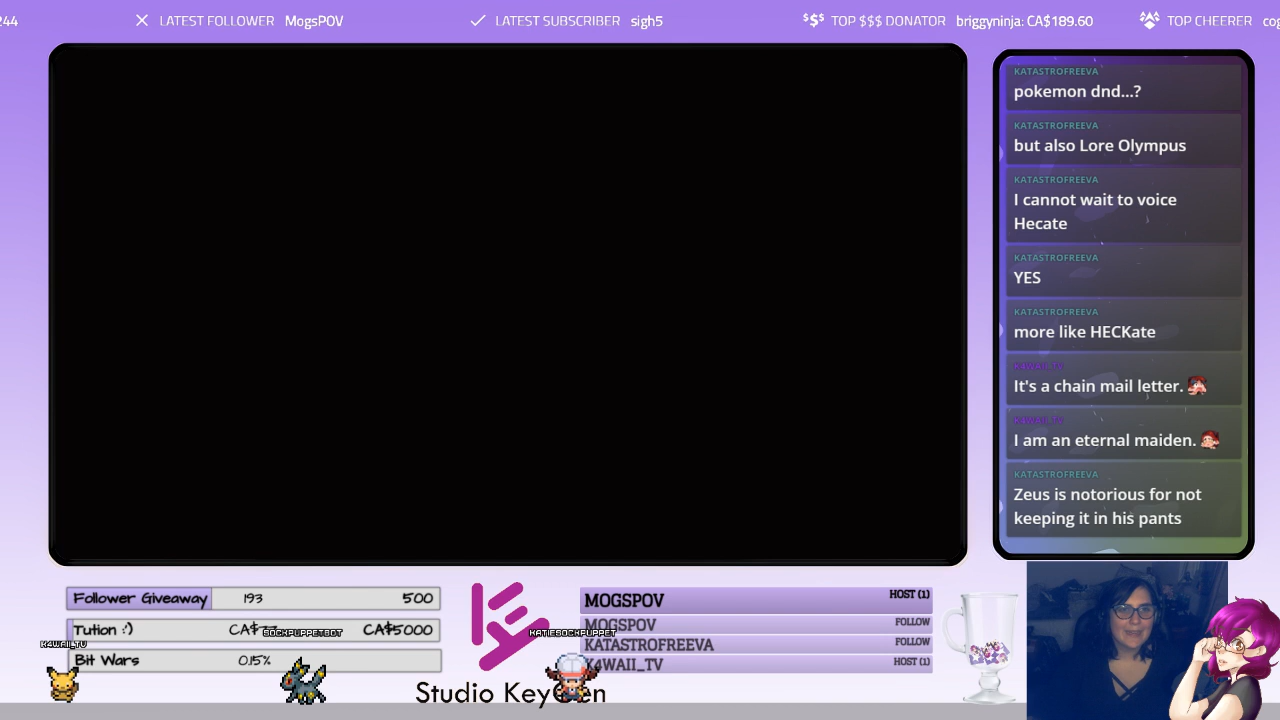 244
LATEST FOLLOWER MogsPOV
LATEST SUBSCRIBER sigh5
$$$ TOP $$$ DONATOR briggyninja: CA$189.60
TOP CHEERER cog
KATASTROFREEVA
pokemon dnd...?
KATASTROFREEVA
but also Lore Olympus
KATASTROFREEVA
I cannot wait to voice
Hecate
KATASTROFREEVA
YES
KATASTROFREEVA
more like HECKate
K4WAII_TV
It's a chain mail letter.
K4WAII_TV
I am an eternal maiden.
KATASTROFREEVA
Zeus is notorious for not
keeping it in his pants
Follower Giveaway 193 500
Tution :') CA$ CA$5000
Bit Wars 0.15%
K4WAII_TV
SOCKPUPPETBOT
KATIESOCKPUPPET
MOGSPOV HOST (1)
MOGSPOV FOLLOW
KATASTROFREEVA FOLLOW
K4WAII_TV HOST (1)
Studio KeyGen